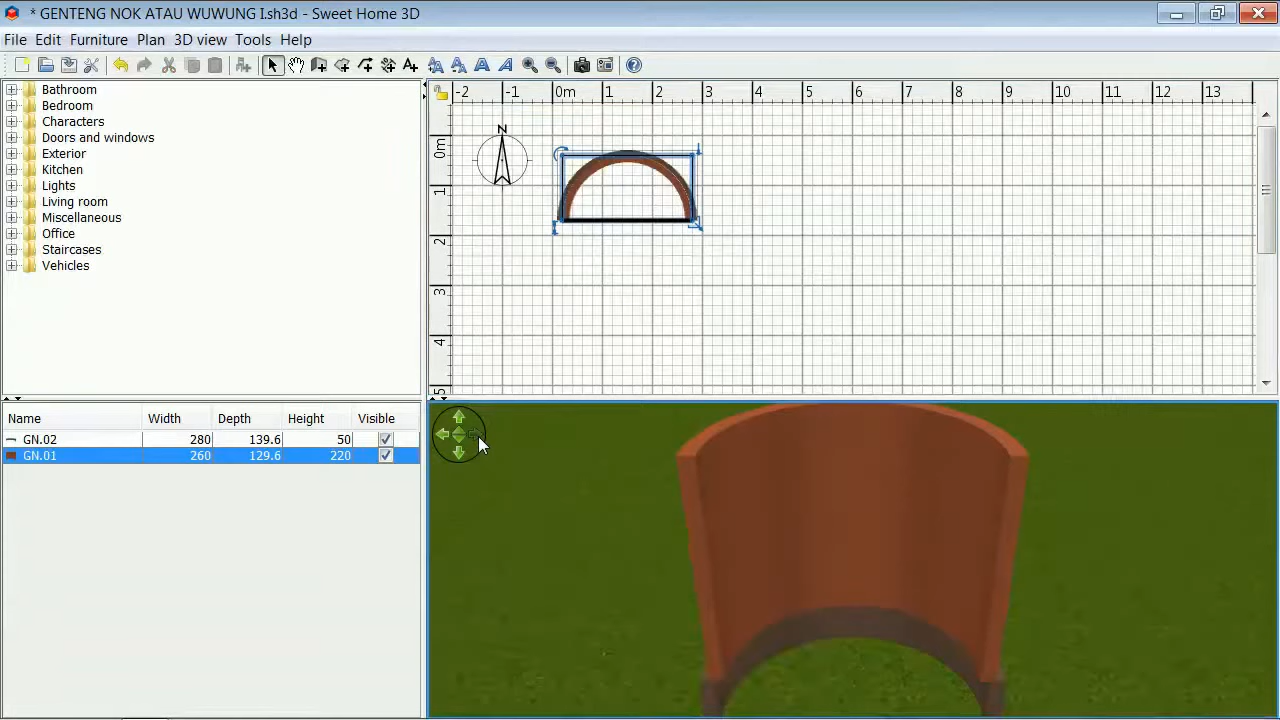 * GENTENG NOK ATAU WUWUNG I.sh3d - Sweet Home 3D
File Edit Furniture Plan 3D view Tools Help
Bathroom
Bedroom
Characters
Doors and windows
Exterior
Kitchen
Lights
Living room
Miscellaneous
Office
Staircases
Vehicles
-2 -1 0m 1 2 3 4 5 6 7 8 9 10 11 12 13
N
0m
1
2
3
4
5
Name Width Depth Height Visible
GN.02 280 139.6 50
GN.01 260 129.6 220